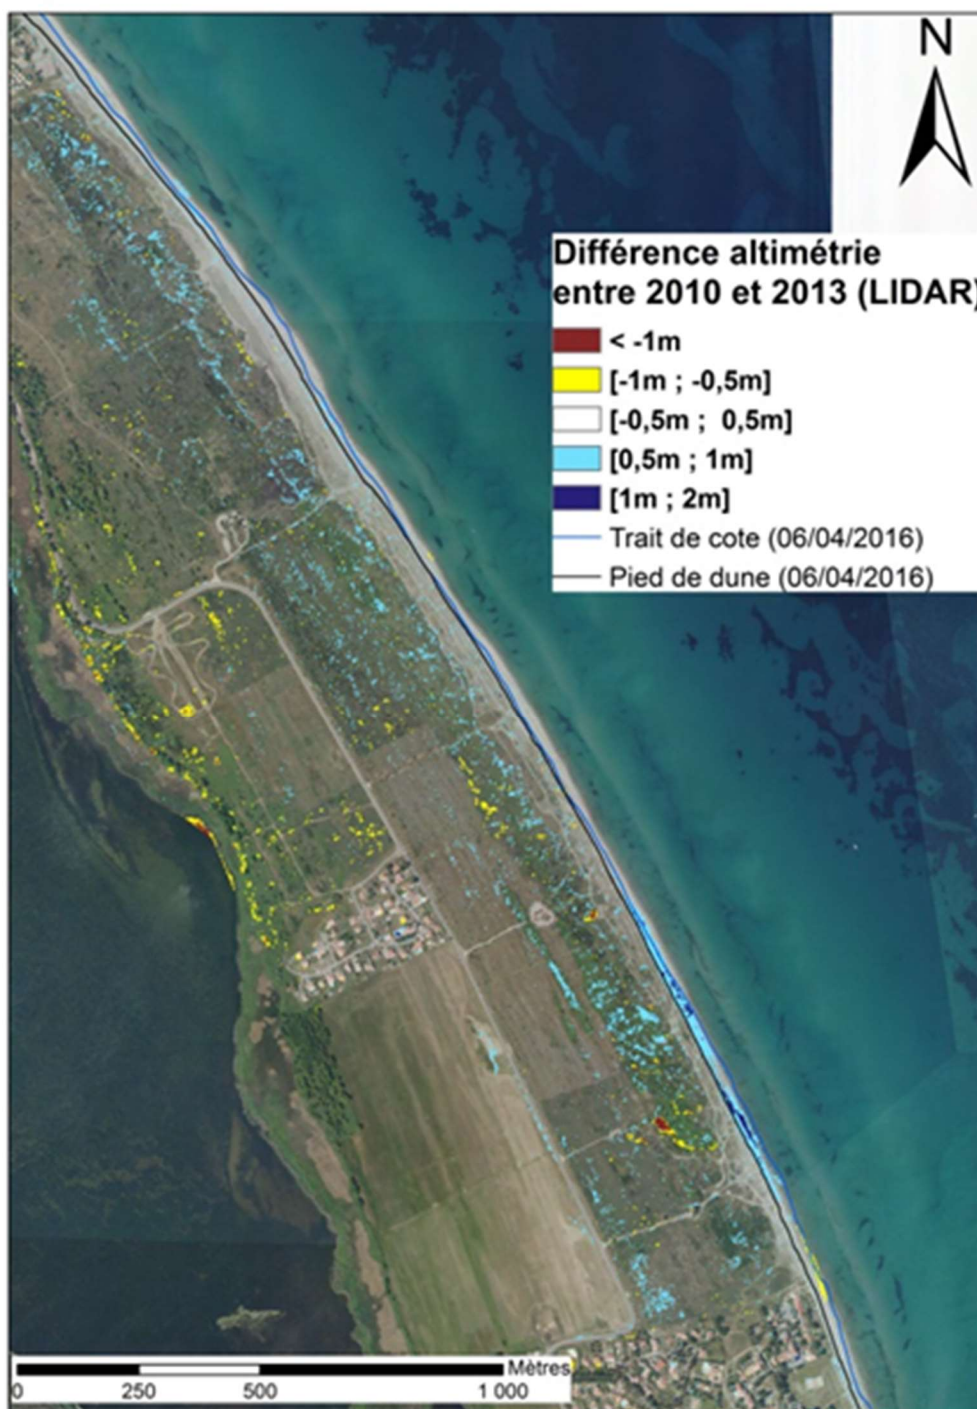 N
Différence altimétrie
entre 2010 et 2013 (LIDAR)
< -1m
[-1m ; -0,5m]
[-0,5m ; 0,5m]
[0,5m ; 1m]
[1m ; 2m]
Trait de cote (06/04/2016)
Pied de dune (06/04/2016)
Mètres
0 250 500 1 000